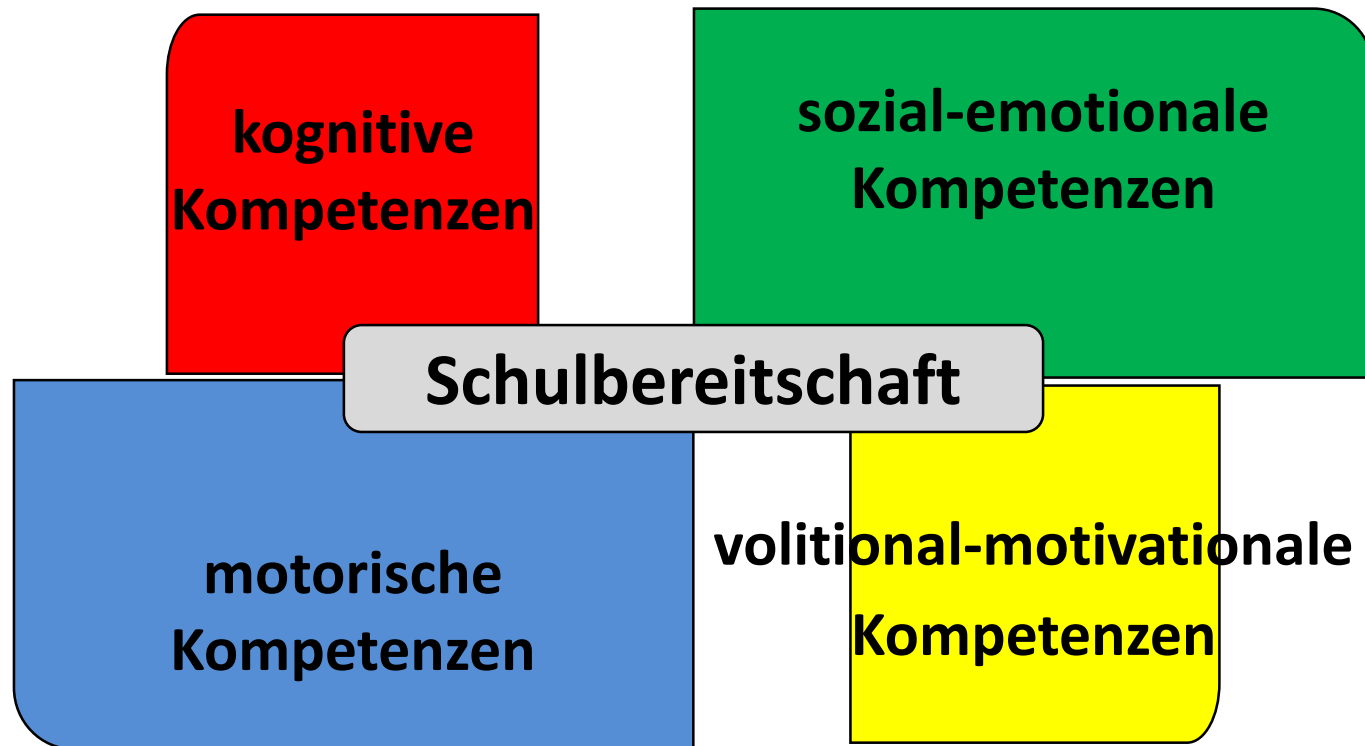 kognitive
Kompetenzen
sozial-emotionale
Kompetenzen
Schulbereitschaft
motorische
Kompetenzen
volitional-motivationale
Kompetenzen